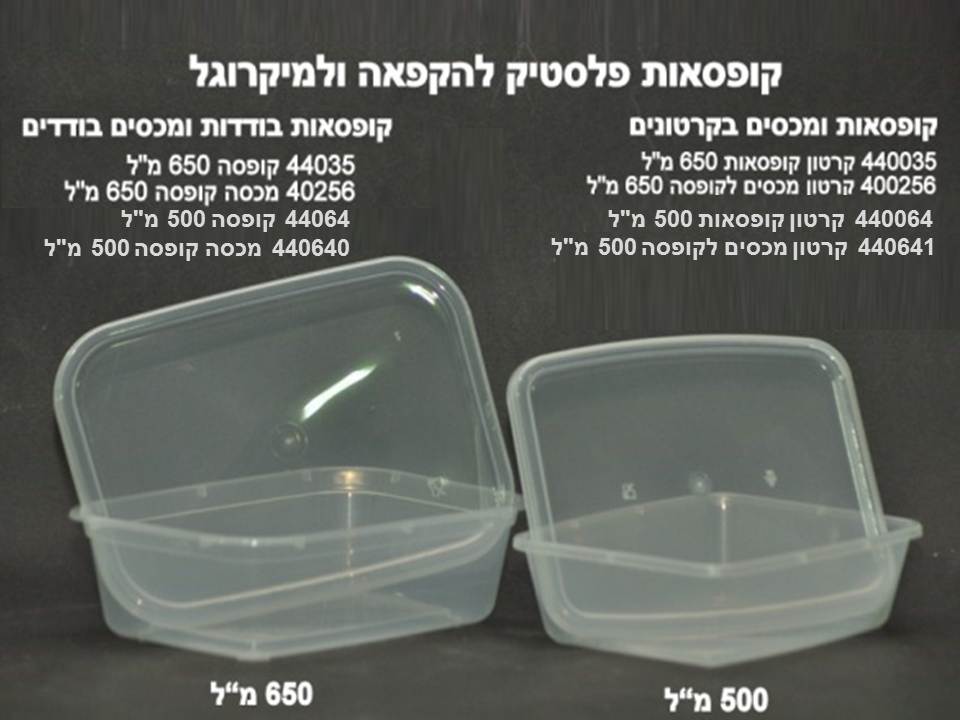 קופסאות פלסטיק להקפאה ולמיקרוגל
קופסאות ומכסים בקרטונים
440035 קרטון קופסאות 650 מ"ל
400256 קרטון מכסים לקופסה 650 מ"ל
440064 קרטון קופסאות 500 מ"ל
440641 קרטון מכסים לקופסה 500 מ"ל
קופסאות בודדות ומכסים בודדים
44035 קופסה 650 מ"ל
40256 מכסה קופסה 650 מ"ל
44064 קופסה 500 מ"ל
440640 מכסה קופסה 500 מ"ל
500 מ"ל
650 מ"ל